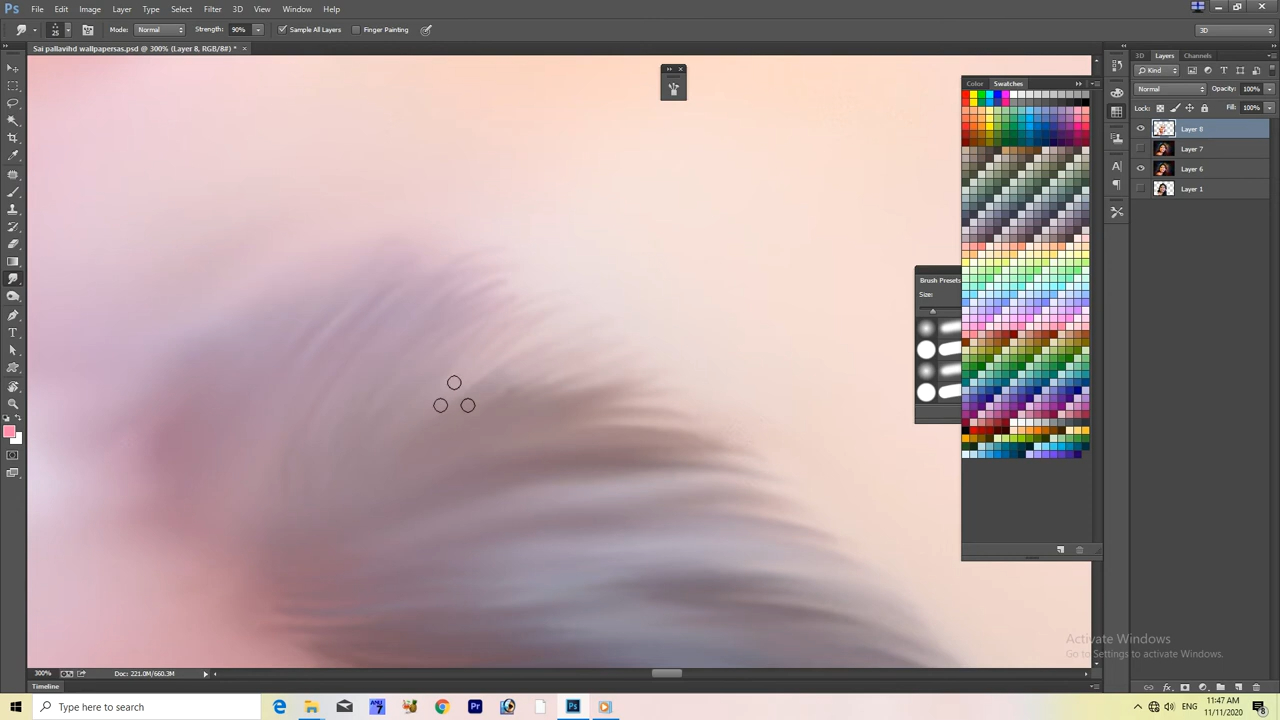 Ps File Edit Image Layer Type Select Filter 3D View Window Help
25 Mode: Normal Strength: 90% Sample All Layers Finger Painting 3D
Sai pallavihd wallpapersas.psd @ 300% (Layer 8, RGB/8#) * ×
3D Layers Channels
Kind
Color Swatches
Normal Opacity: 100%
Lock: Fill: 100%
Layer 8
Layer 7
Layer 6
Layer 1
Brush Presets
Size:
Activate Windows
Go to Settings to activate Windows.
300% Doc: 221.0M/660.3M
Timeline
Type here to search
ENG
11:47 AM
11/11/2020